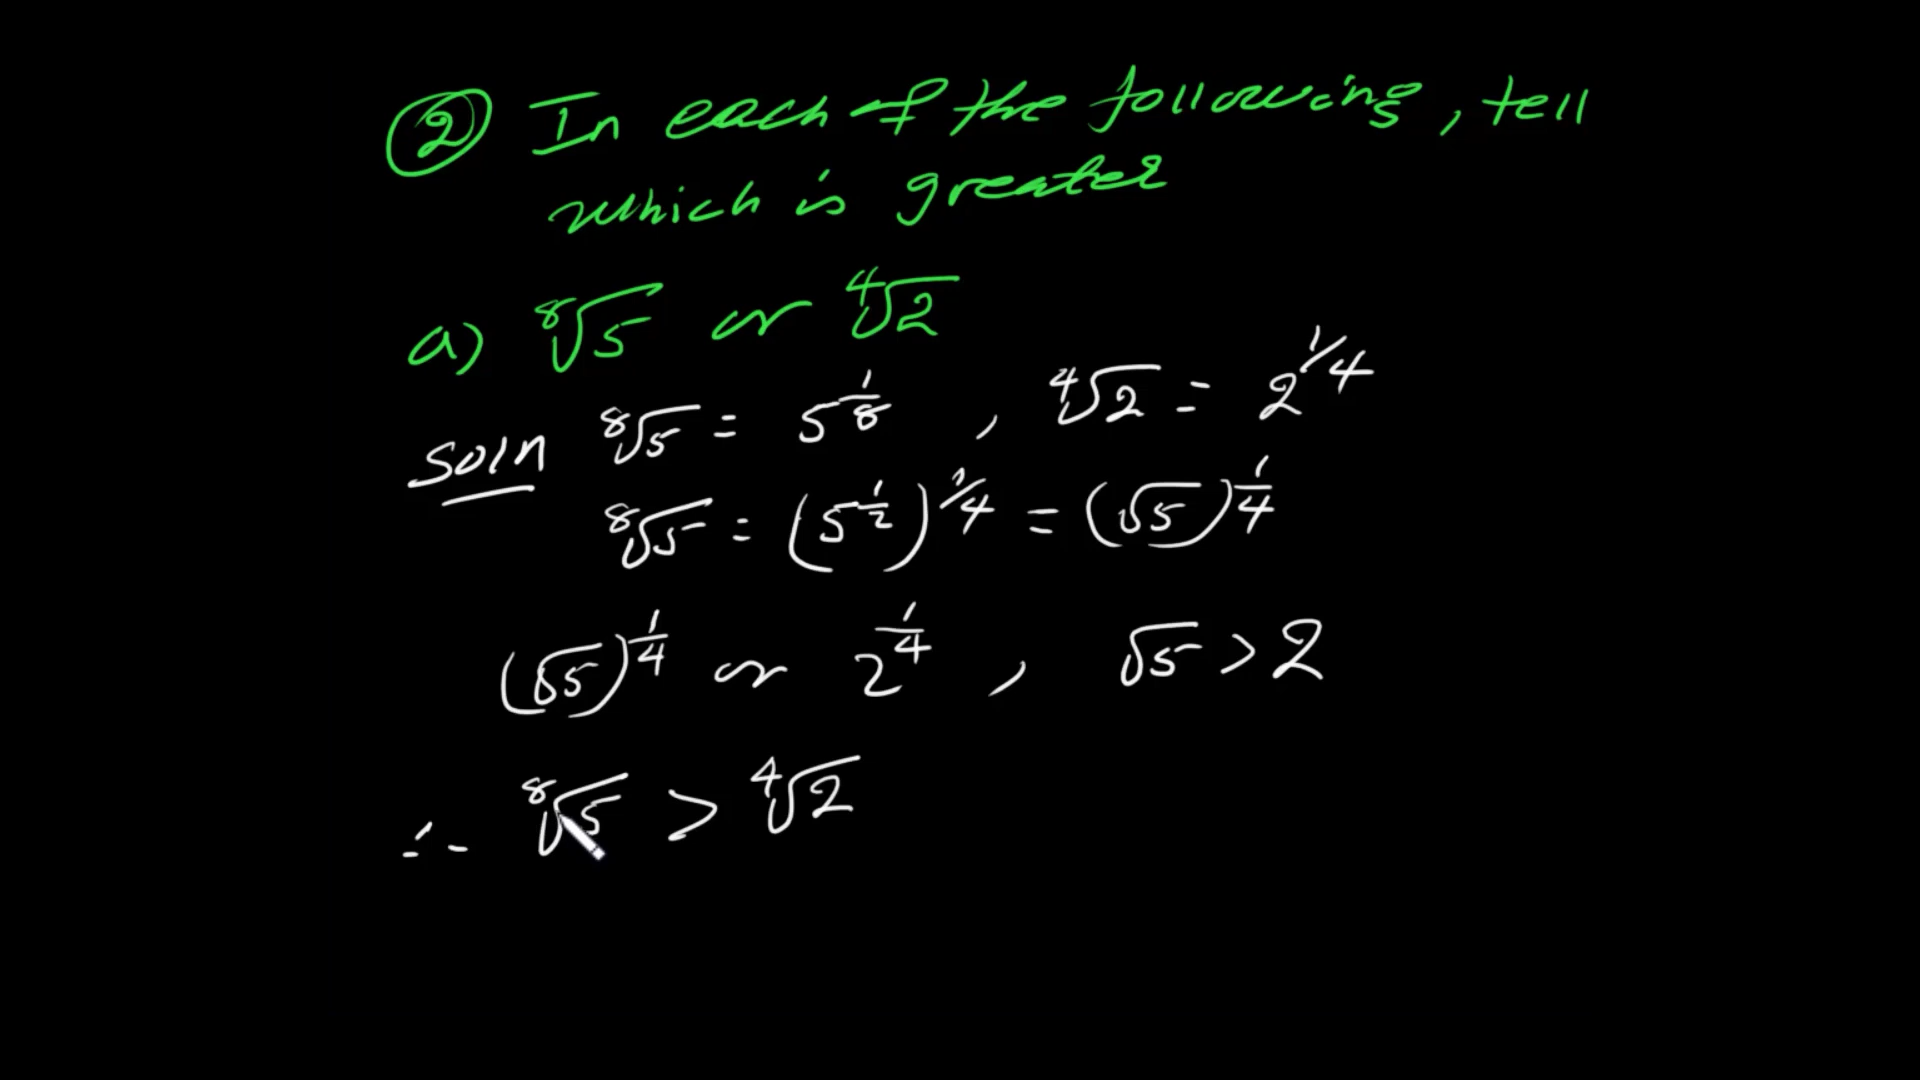 ② In each of the following, tell
which is greater
a) ⁸√5 or ⁴√2
soln ⁸√5 = 5^(1/8) , ⁴√2 = 2^(1/4)
⁸√5 = (5^(1/2))^(1/4) = (√5)^(1/4)
(√5)^(1/4) or 2^(1/4) , √5 > 2
∴ ⁸√5 > ⁴√2